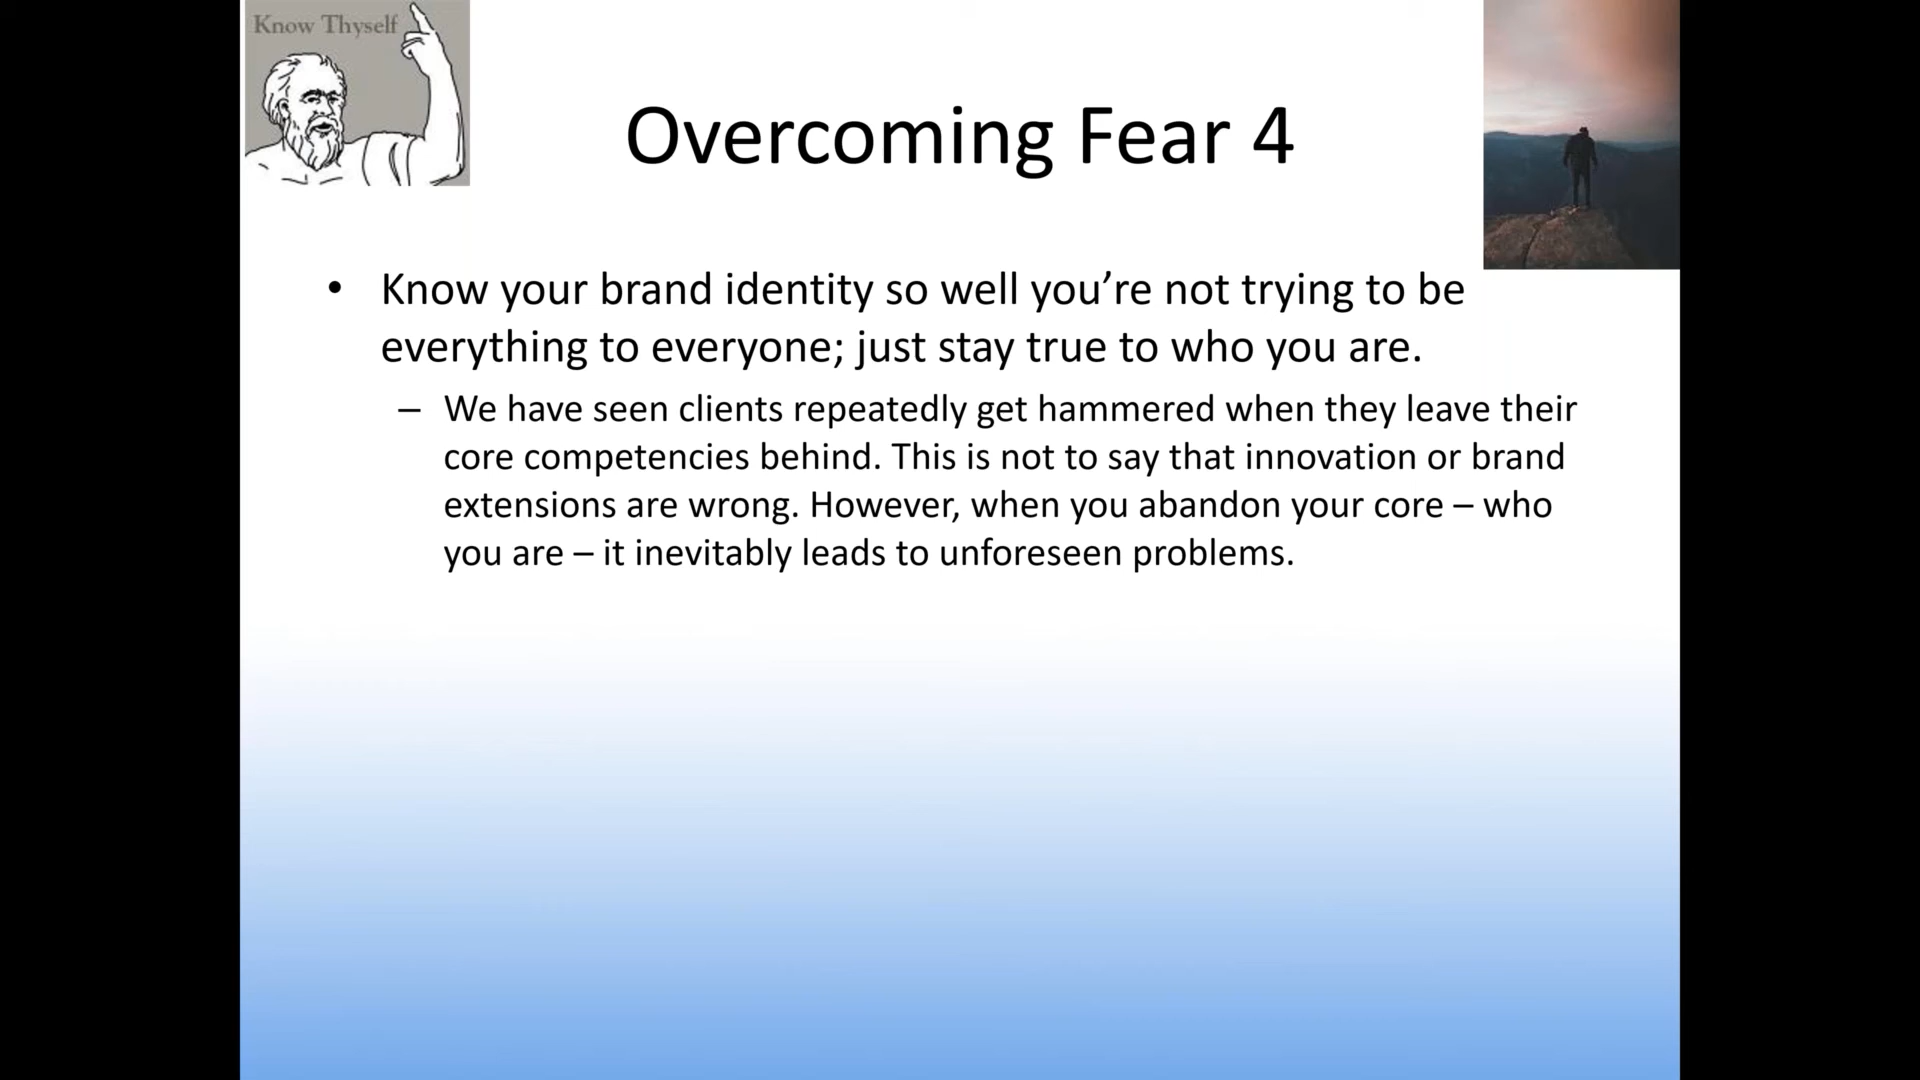 Know Thyself
Overcoming Fear 4
• Know your brand identity so well you’re not trying to be
everything to everyone; just stay true to who you are.
– We have seen clients repeatedly get hammered when they leave their
core competencies behind. This is not to say that innovation or brand
extensions are wrong. However, when you abandon your core – who
you are – it inevitably leads to unforeseen problems.